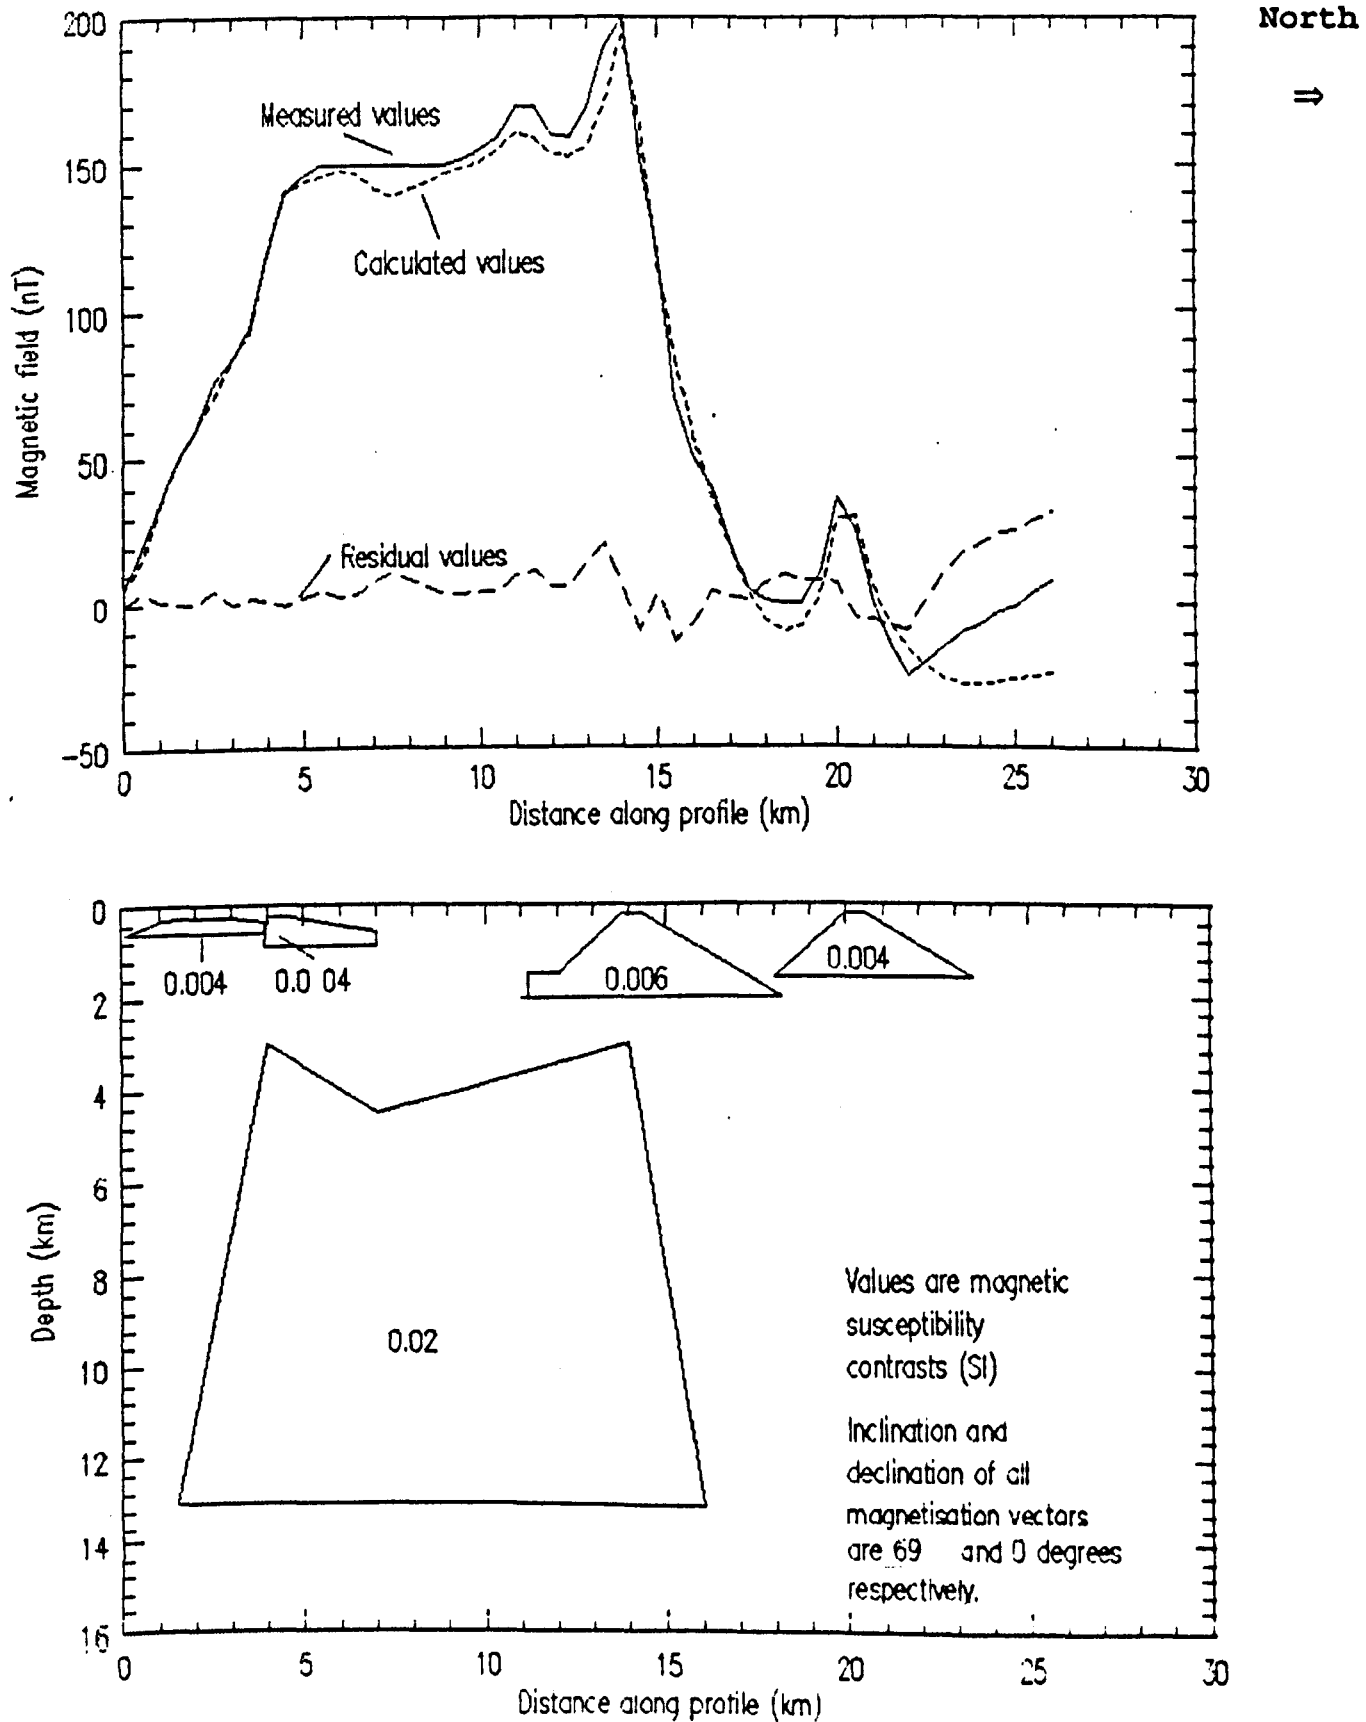 North
⇒
200
150
100
50
0
-50
Magnetic field (nT)
Measured values
Calculated values
Residual values
0 5 10 15 20 25 30
Distance along profile (km)
0
2
4
6
8
10
12
14
16
Depth (km)
0.004
0.0 04
0.006
0.004
0.02
Values are magnetic
susceptibility
contrasts (SI)
Inclination and
declination of all
magnetisation vectors
are 69 and 0 degrees
respectively.
0 5 10 15 20 25 30
Distance along profile (km)